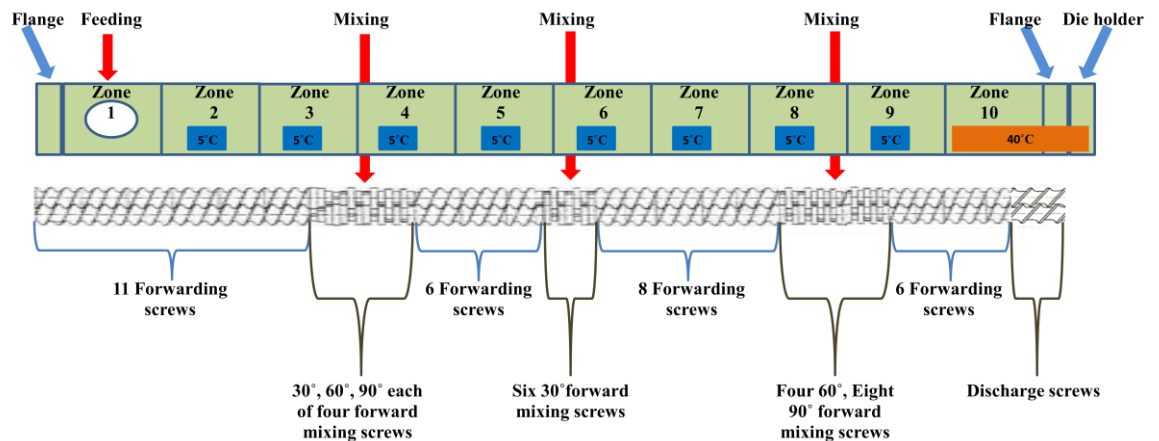 Flange
Feeding
Mixing
Mixing
Mixing
Flange
Die holder
Zone
1
Zone
2
Zone
3
Zone
4
Zone
5
Zone
6
Zone
7
Zone
8
Zone
9
Zone
10
5˚C
5˚C
5˚C
5˚C
5˚C
5˚C
5˚C
5˚C
40˚C
11 Forwarding
screws
6 Forwarding
screws
8 Forwarding
screws
6 Forwarding
screws
30˚, 60˚, 90˚ each
of four forward
mixing screws
Six 30˚forward
mixing screws
Four 60˚, Eight
90˚ forward
mixing screws
Discharge screws